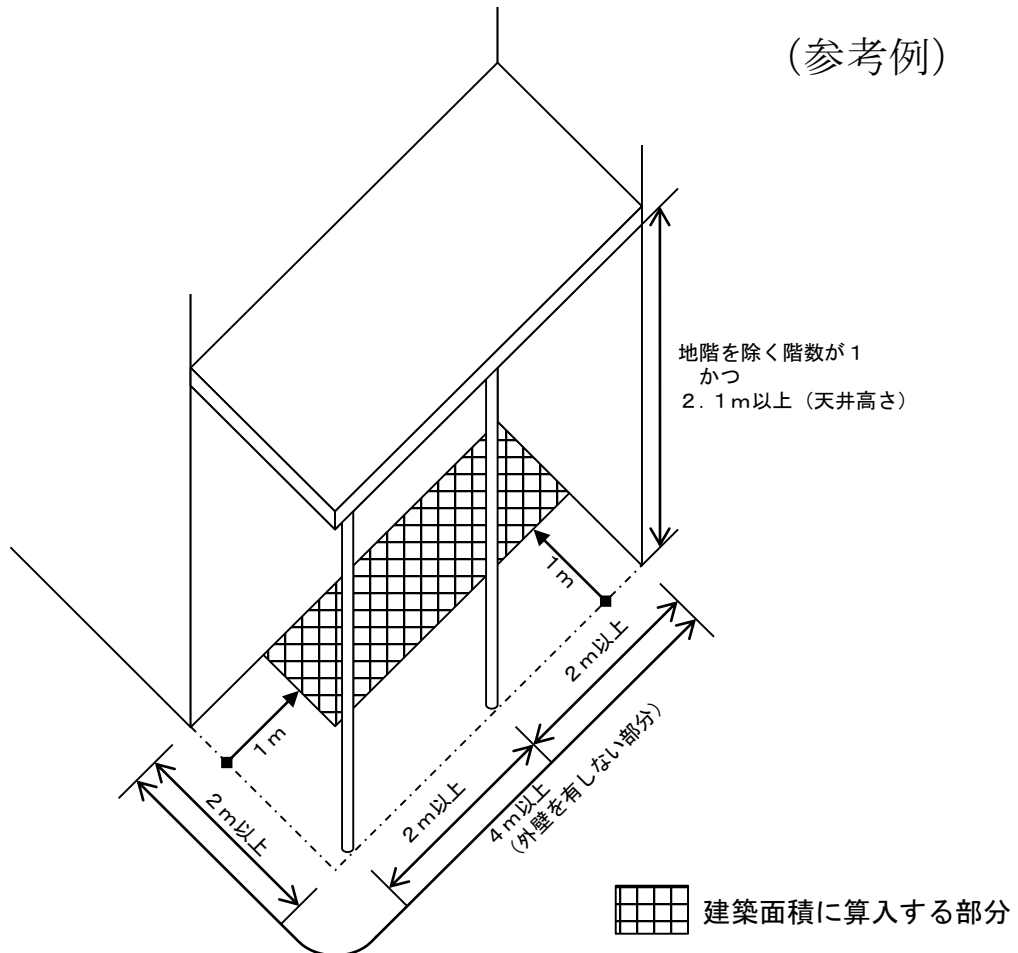 （参考例）
地階を除く階数が１
かつ
２．１ｍ以上（天井高さ）
１ｍ
１ｍ
２ｍ以上
２ｍ以上
２ｍ以上
４ｍ以上
（外壁を有しない部分）
建築面積に算入する部分